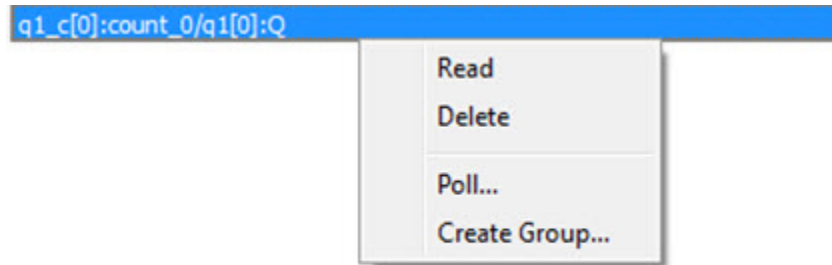 q1_c[0]:count_0/q1[0]:Q
Read
Delete
Poll...
Create Group...